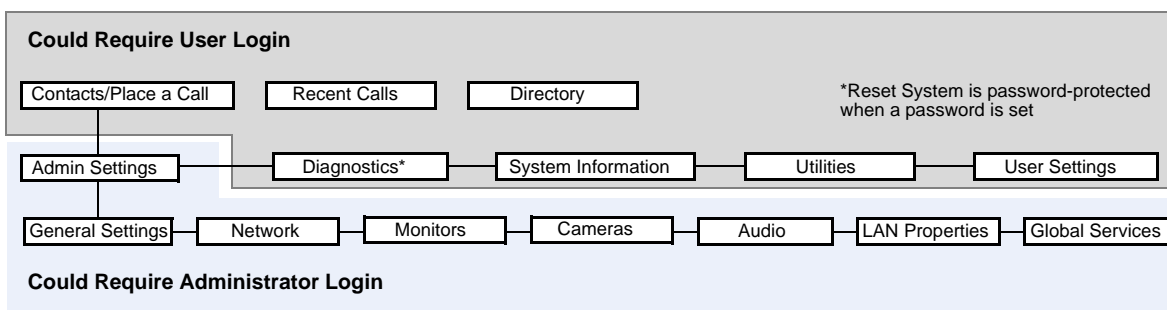 Could Require User Login
Contacts/Place a Call
Recent Calls
Directory
*Reset System is password-protected
when a password is set
Admin Settings
Diagnostics*
System Information
Utilities
User Settings
General Settings
Network
Monitors
Cameras
Audio
LAN Properties
Global Services
Could Require Administrator Login